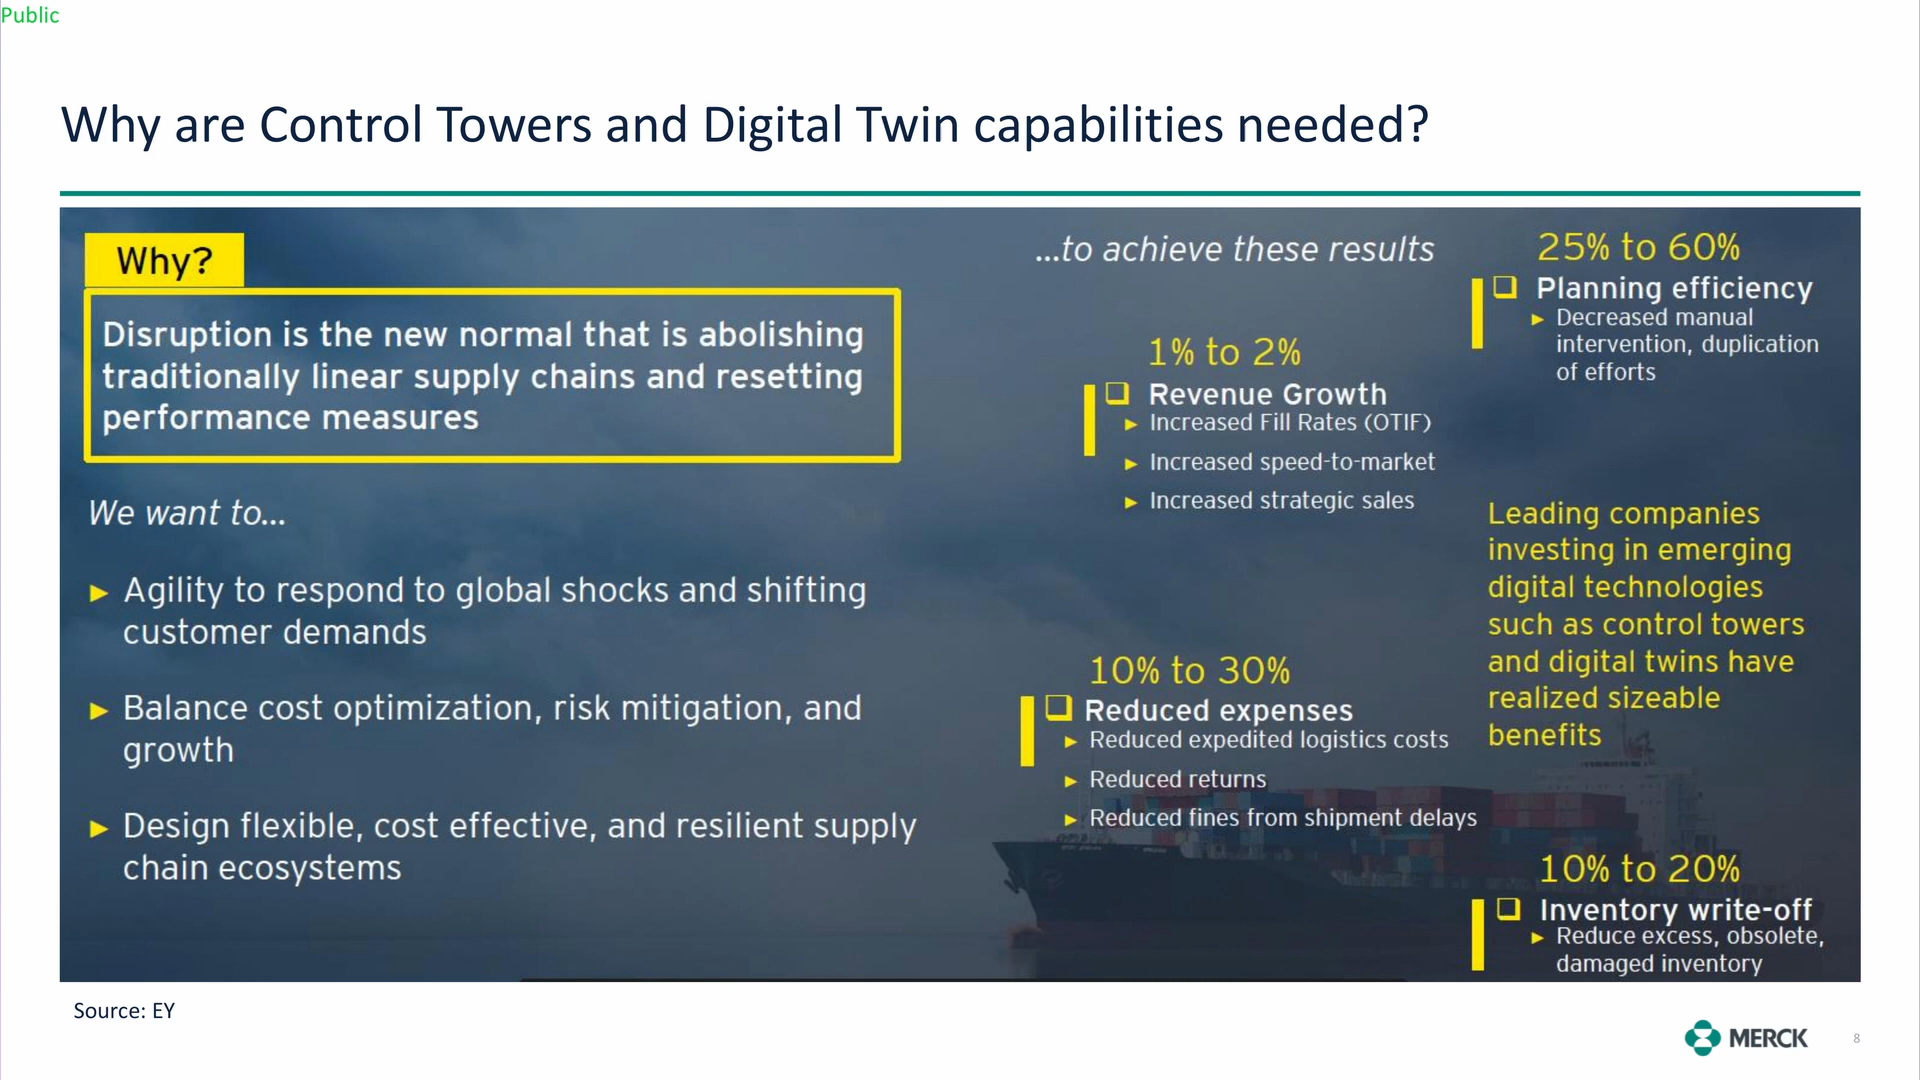 Public
Why are Control Towers and Digital Twin capabilities needed?
Why?
Disruption is the new normal that is abolishing
traditionally linear supply chains and resetting
performance measures
We want to...
► Agility to respond to global shocks and shifting
customer demands
► Balance cost optimization, risk mitigation, and
growth
► Design flexible, cost effective, and resilient supply
chain ecosystems
...to achieve these results
1% to 2%
❑ Revenue Growth
► Increased Fill Rates (OTIF)
► Increased speed-to-market
► Increased strategic sales
10% to 30%
❑ Reduced expenses
► Reduced expedited logistics costs
► Reduced returns
► Reduced fines from shipment delays
25% to 60%
❑ Planning efficiency
► Decreased manual
intervention, duplication
of efforts
Leading companies
investing in emerging
digital technologies
such as control towers
and digital twins have
realized sizeable
benefits
10% to 20%
❑ Inventory write-off
► Reduce excess, obsolete,
damaged inventory
Source: EY
MERCK
8